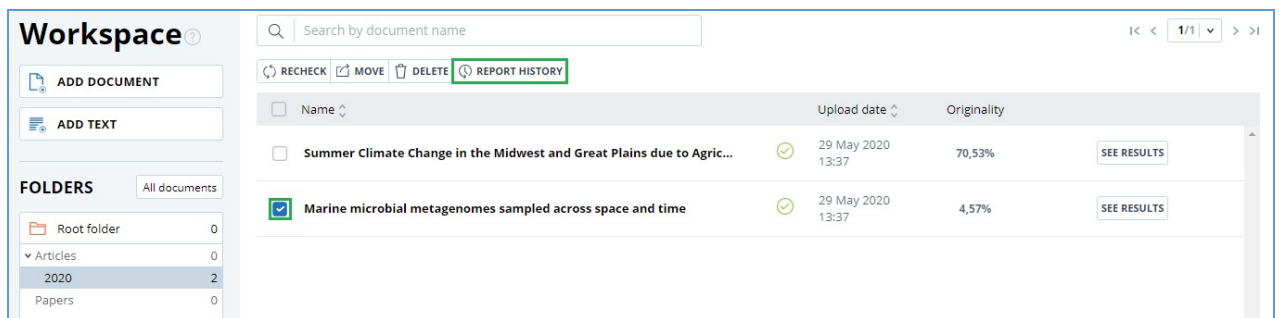 Workspace
Search by document name
1/1
ADD DOCUMENT
RECHECK MOVE DELETE REPORT HISTORY
Name Upload date Originality
ADD TEXT
Summer Climate Change in the Midwest and Great Plains due to Agric... 29 May 2020 13:37 70,53% SEE RESULTS
FOLDERS All documents
Marine microbial metagenomes sampled across space and time 29 May 2020 13:37 4,57% SEE RESULTS
Root folder 0
Articles 0
2020 2
Papers 0